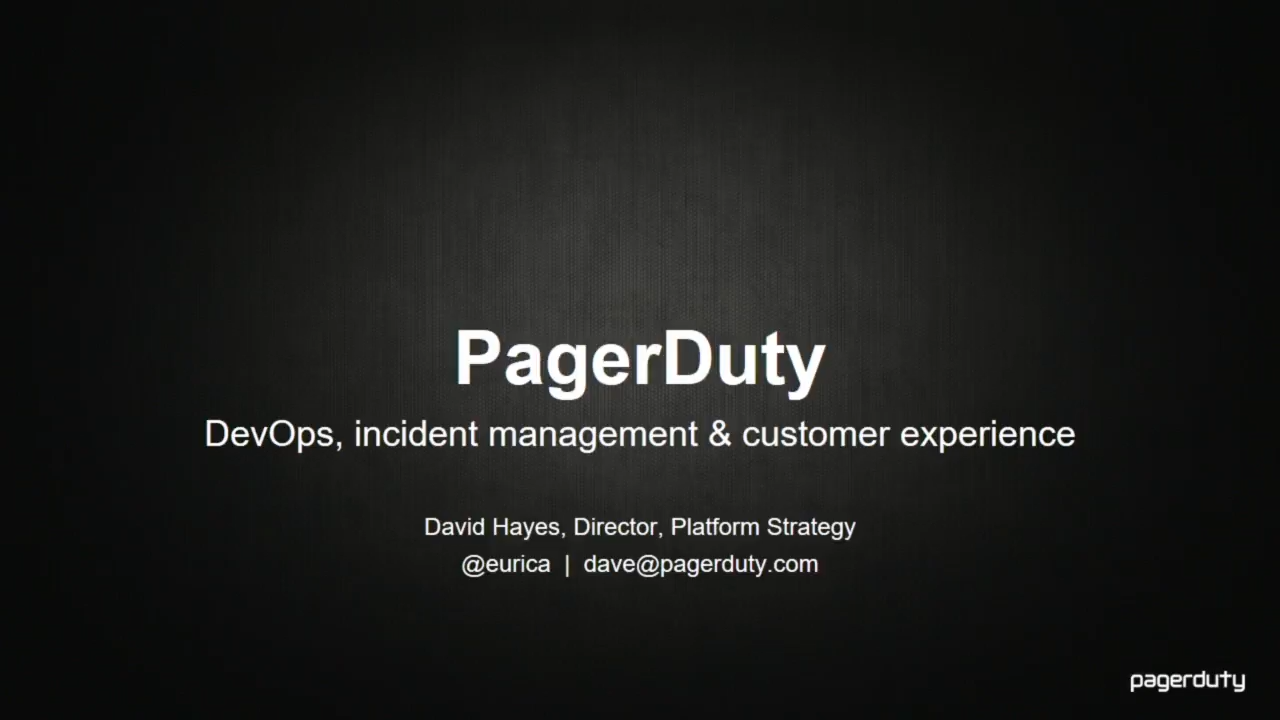 PagerDuty
DevOps, incident management & customer experience
David Hayes, Director, Platform Strategy
@eurica | dave@pagerduty.com
pagerduty